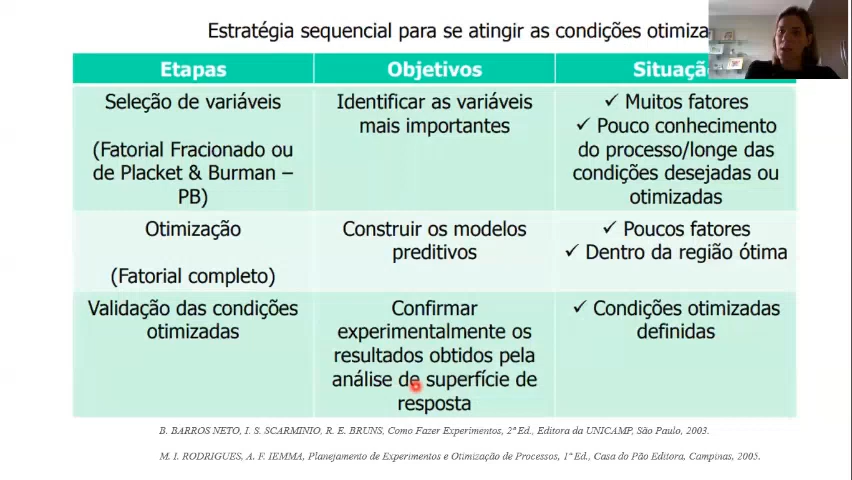 Estratégia sequencial para se atingir as condições
Etapas
Objetivos
Seleção de variáveis
(Fatorial Fracionado ou
de Placket & Burman –
PB)
Identificar as variáveis
mais importantes
✓ Muitos fatores
✓ Pouco conhecimento
do processo/longe das
condições desejadas ou
otimizadas
Otimização
(Fatorial completo)
Construir os modelos
preditivos
✓ Poucos fatores
✓ Dentro da região ótima
Validação das condições
otimizadas
Confirmar
experimentalmente os
resultados obtidos pela
análise de superfície de
resposta
✓ Condições otimizadas
definidas
B. BARROS NETO, I. S. SCARMINIO, R. E. BRUNS, Como Fazer Experimentos, 2ª Ed., Editora da UNICAMP, São Paulo, 2003.
M. I. RODRIGUES, A. F. IEMMA, Planejamento de Experimentos e Otimização de Processos, 1ª Ed., Casa do Pão Editora, Campinas, 2005.